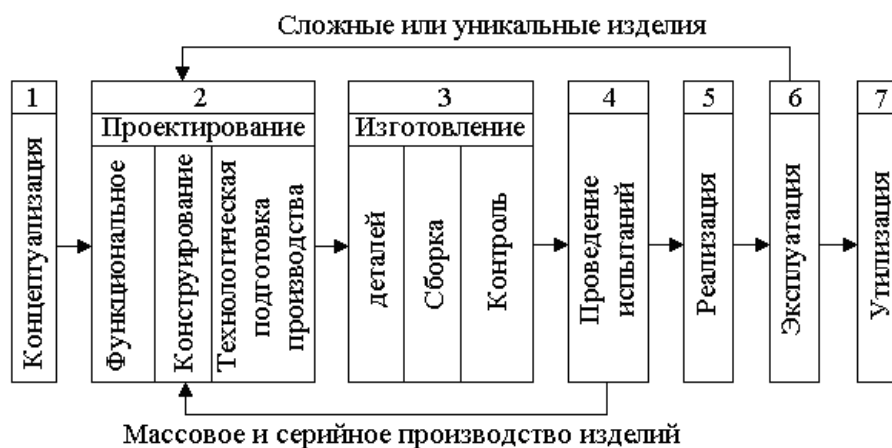 Сложные или уникальные изделия
1
2
3
4
5
6
7
Проектирование
Изготовление
Концептуализация
Функциональное
Конструирование
Технологическая
подготовка
производства
деталей
Сборка
Контроль
Проведение
испытаний
Реализация
Эксплуатация
Утилизация
Массовое и серийное производство изделий